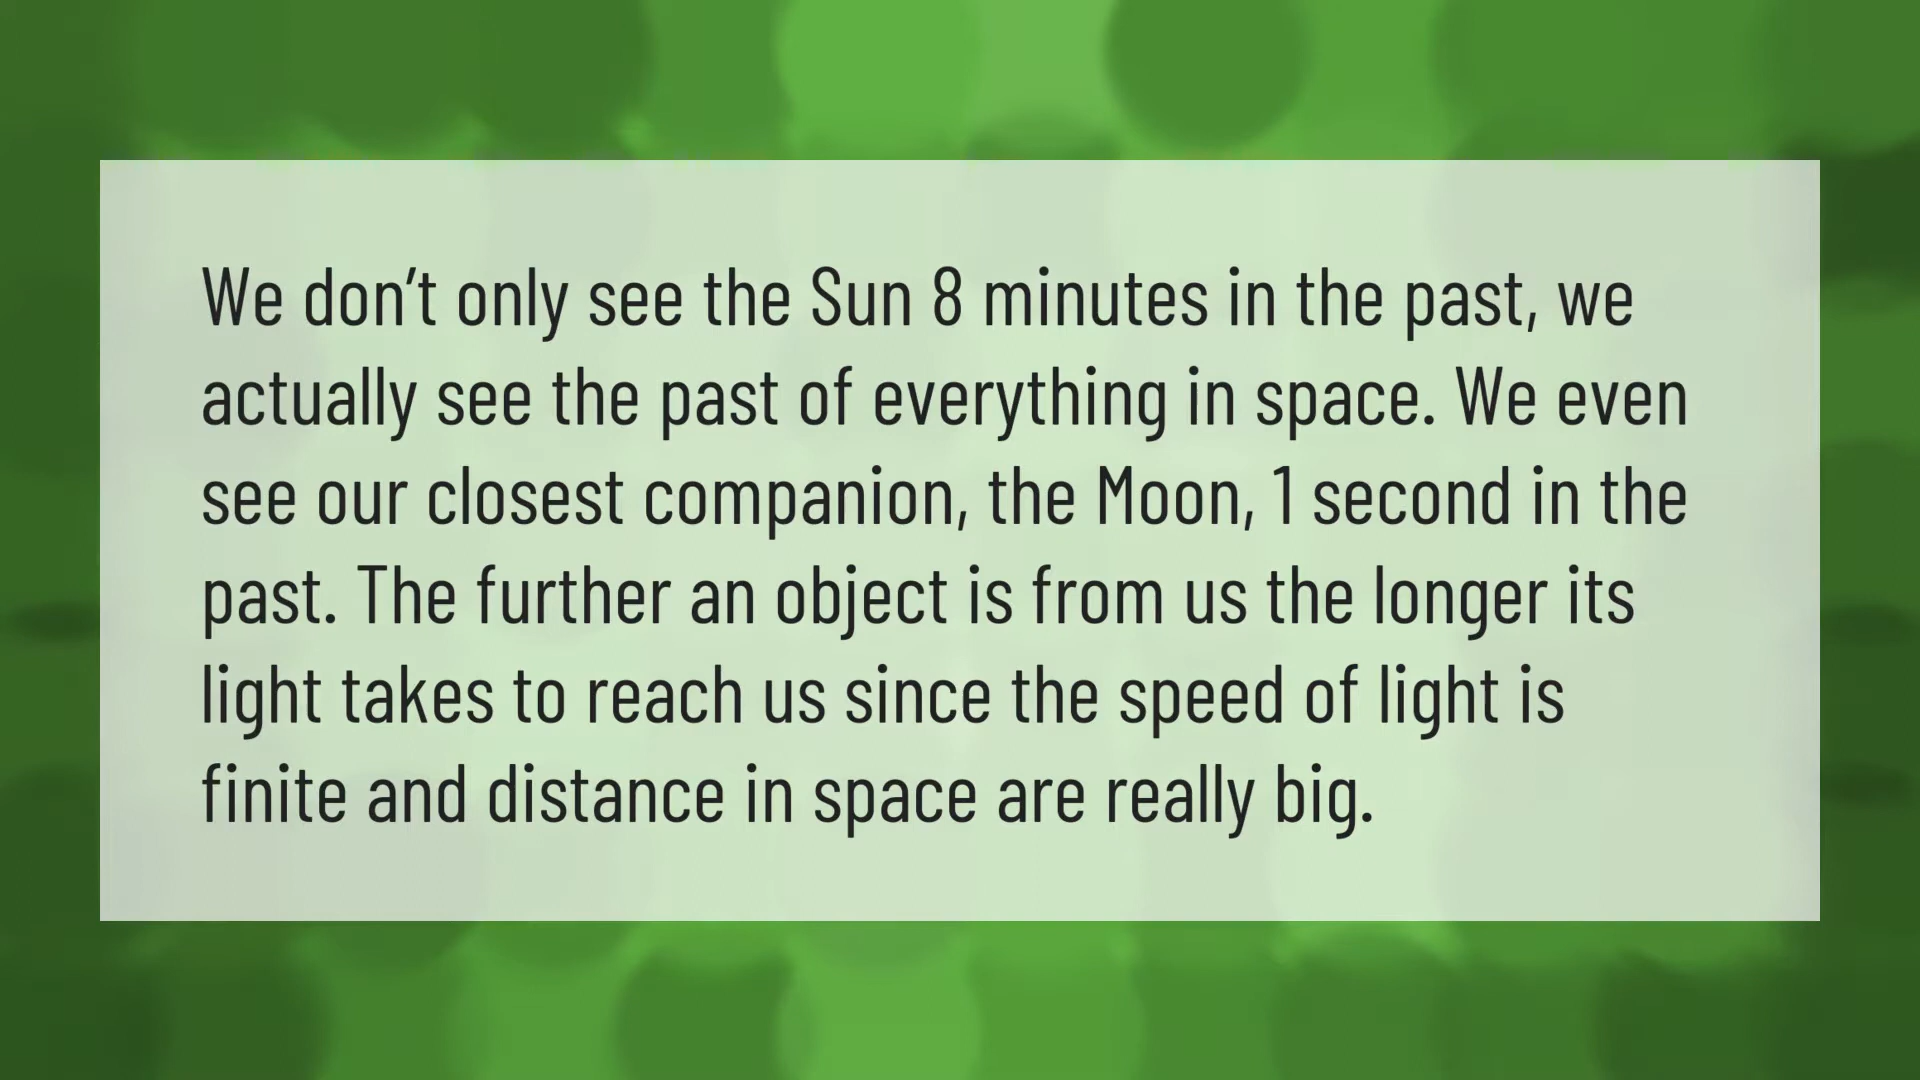 We don’t only see the Sun 8 minutes in the past, we
actually see the past of everything in space. We even
see our closest companion, the Moon, 1 second in the
past. The further an object is from us the longer its
light takes to reach us since the speed of light is
finite and distance in space are really big.